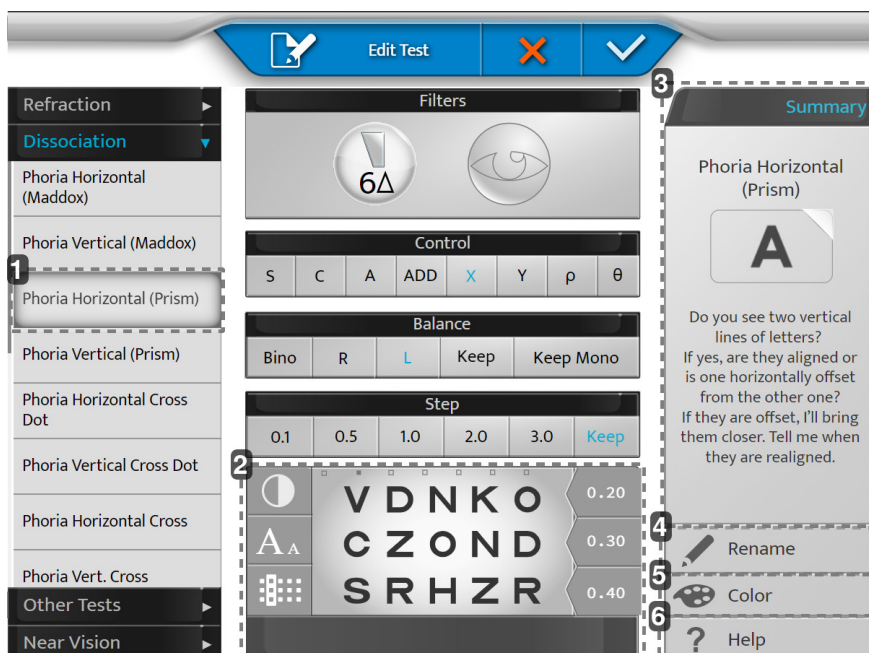 Edit Test
3
Refraction
Dissociation
Phoria Horizontal
(Maddox)
Phoria Vertical (Maddox)
1
Phoria Horizontal (Prism)
Phoria Vertical (Prism)
Phoria Horizontal Cross
Dot
Phoria Vertical Cross Dot
Phoria Horizontal Cross
Phoria Vert. Cross
Other Tests
Near Vision
Filters
6Δ
Control
S C A ADD X Y ρ θ
Balance
Bino R L Keep Keep Mono
Step
0.1 0.5 1.0 2.0 3.0 Keep
2
V D N K O 0.20
A A C Z O N D 0.30
S R H Z R 0.40
Summary
Phoria Horizontal
(Prism)
A
Do you see two vertical
lines of letters?
If yes, are they aligned or
is one horizontally offset
from the other one?
If they are offset, I’ll bring
them closer. Tell me when
they are realigned.
4
Rename
5
Color
6
? Help